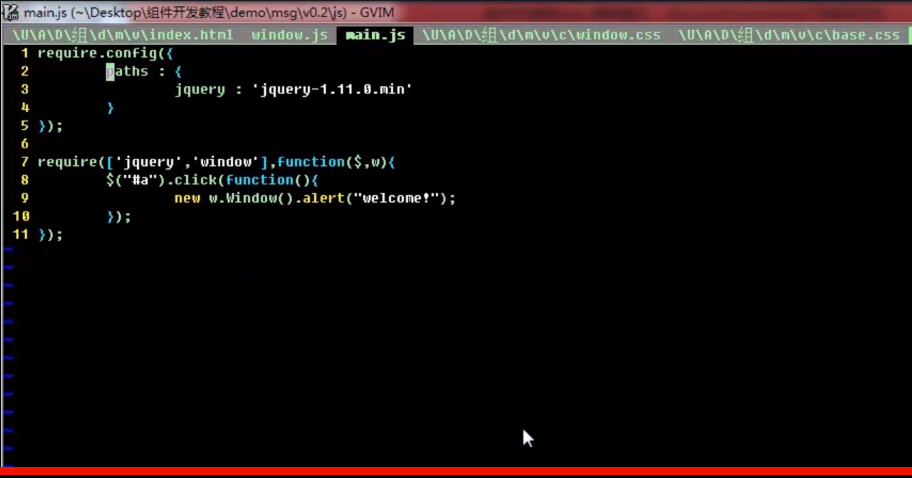 main.js (~\Desktop\组件开发教程\demo\msg\v0.2\js) - GVIM
\U\A\D\组\d\m\v\index.html window.js main.js \U\A\D\组\d\m\v\c\window.css \U\A\D\组\d\m\v\c\base.css
1 require.config({
2 paths : {
3 jquery : 'jquery-1.11.0.min'
4 }
5 });
6
7 require(['jquery','window'],function($,w){
8 $("#a").click(function(){
9 new w.Window().alert("welcome!");
10 });
11 });
~
~
~
~
~
~
~
~
~
~
~
~